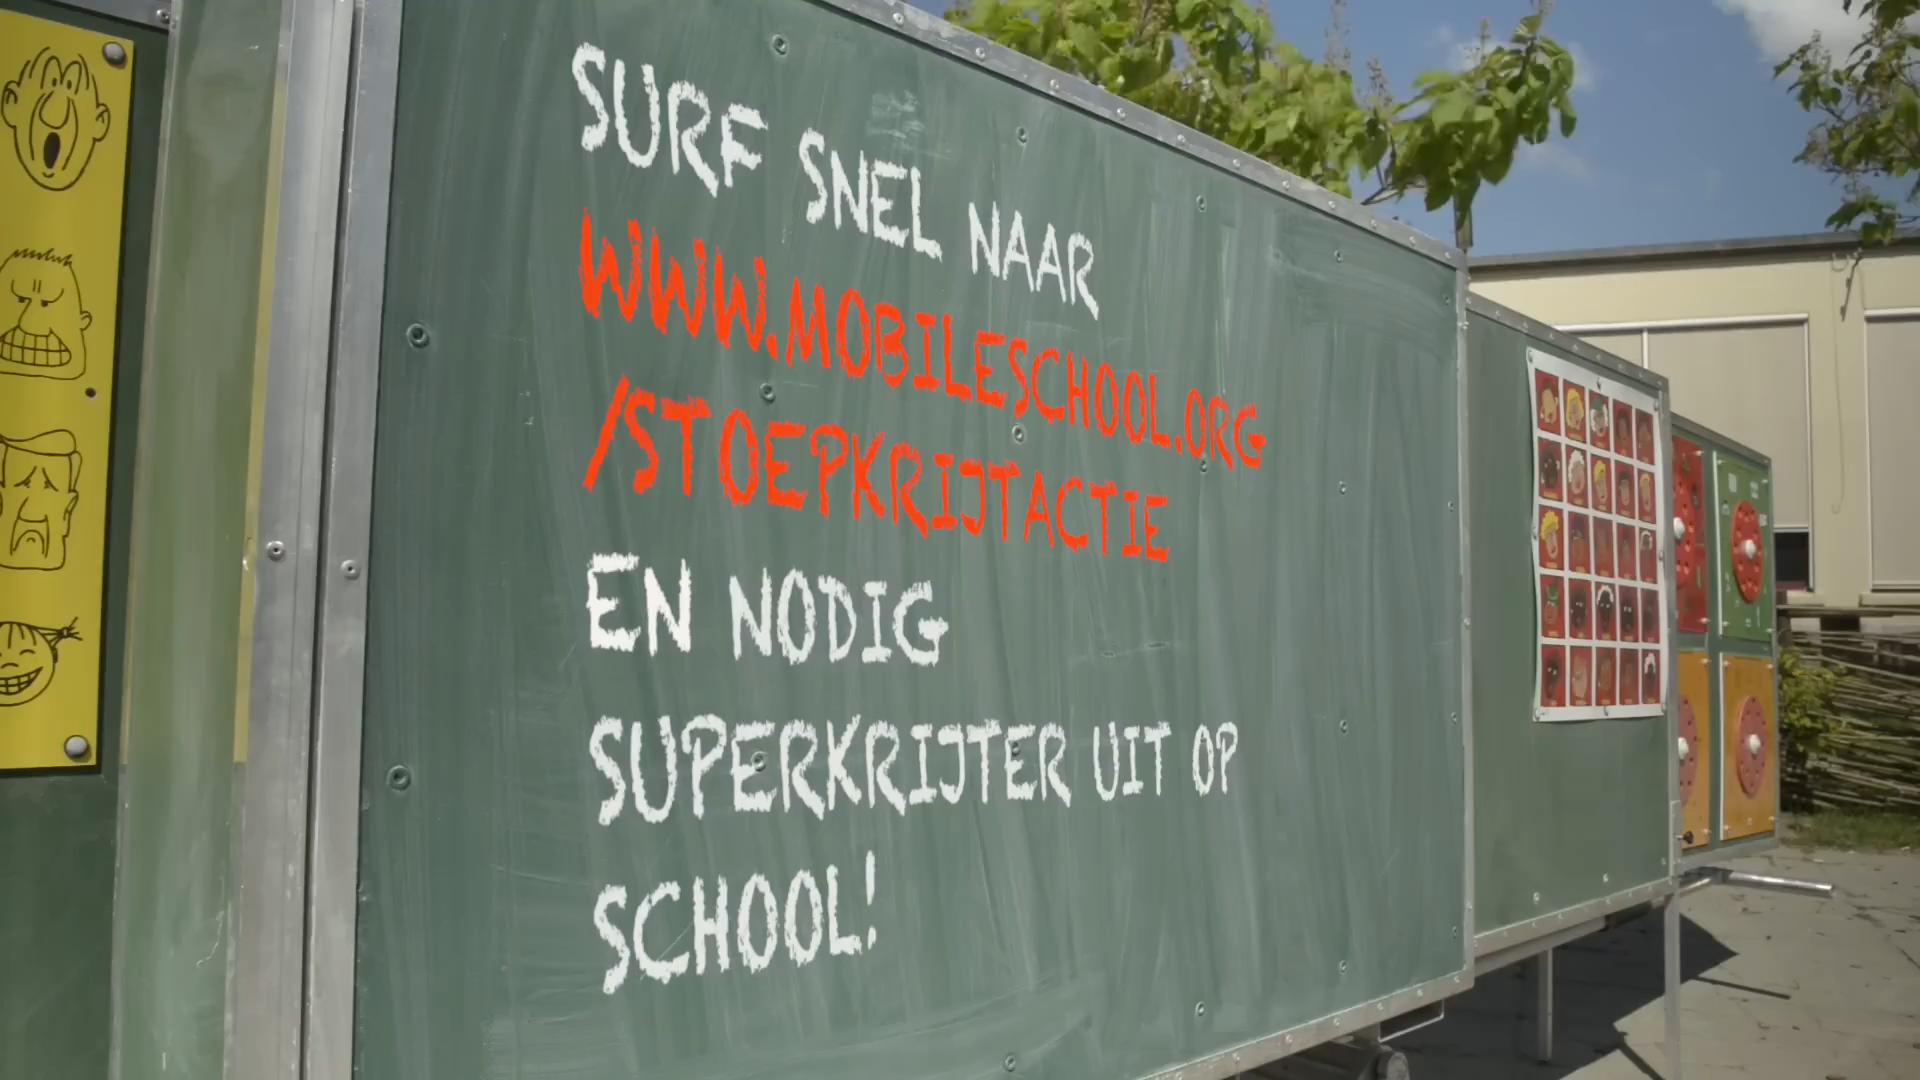 SURF SNEL NAAR
WWW.MOBILESCHOOL.ORG
/STOEPKRIJTACTIE
EN NODIG
SUPERKRIJTER UIT OP
SCHOOL!